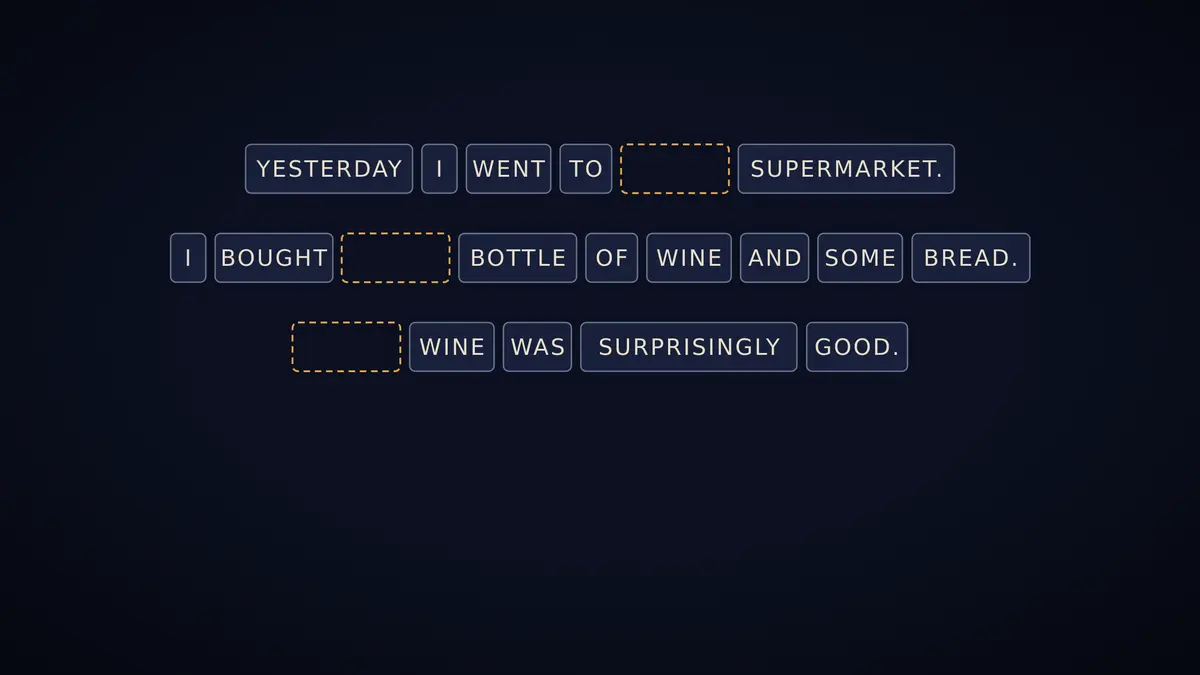 YESTERDAY I WENT TO SUPERMARKET.
I BOUGHT BOTTLE OF WINE AND SOME BREAD.
WINE WAS SURPRISINGLY GOOD.